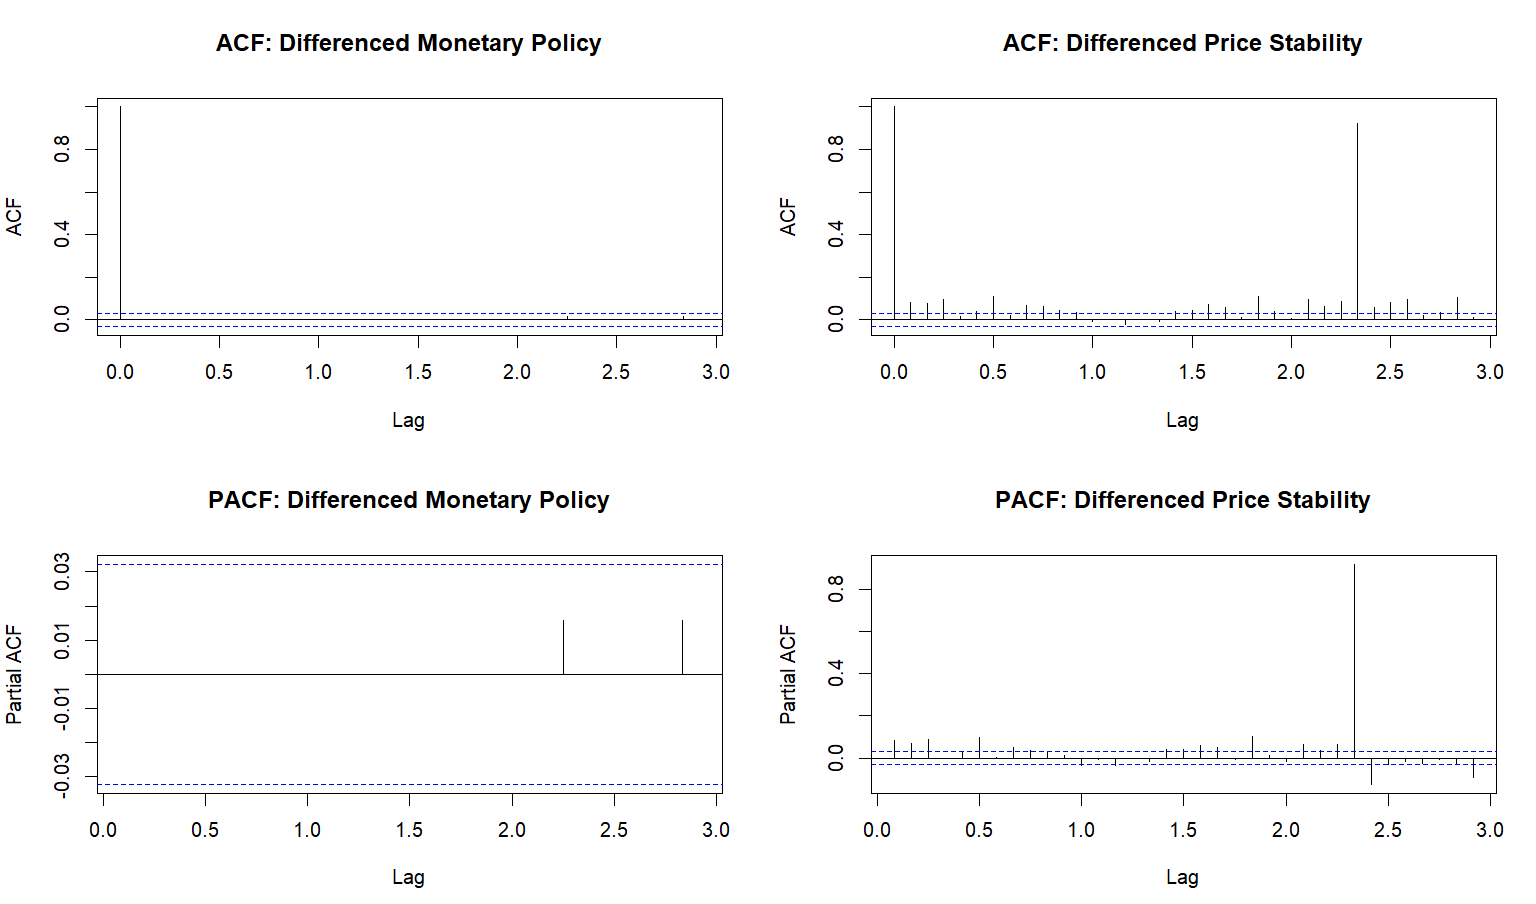 ACF: Differenced Monetary Policy
ACF
0.0 0.4 0.8
0.0 0.5 1.0 1.5 2.0 2.5 3.0
Lag
ACF: Differenced Price Stability
ACF
0.0 0.4 0.8
0.0 0.5 1.0 1.5 2.0 2.5 3.0
Lag
PACF: Differenced Monetary Policy
Partial ACF
-0.03 -0.01 0.01 0.03
0.0 0.5 1.0 1.5 2.0 2.5 3.0
Lag
PACF: Differenced Price Stability
Partial ACF
0.0 0.4 0.8
0.0 0.5 1.0 1.5 2.0 2.5 3.0
Lag